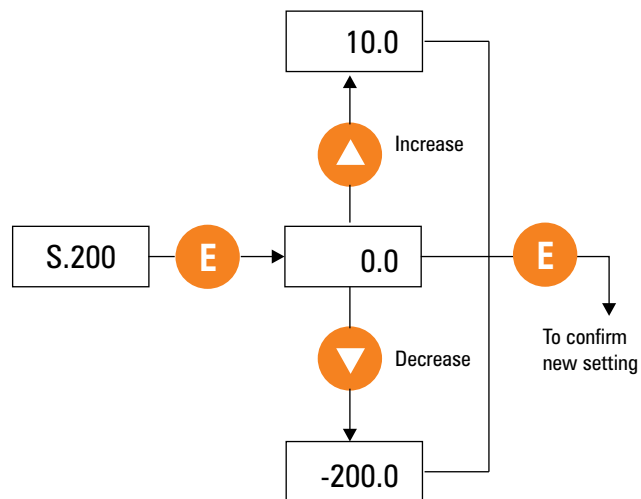 10.0
Increase
S.200
E
0.0
E
To confirm
new setting
Decrease
-200.0